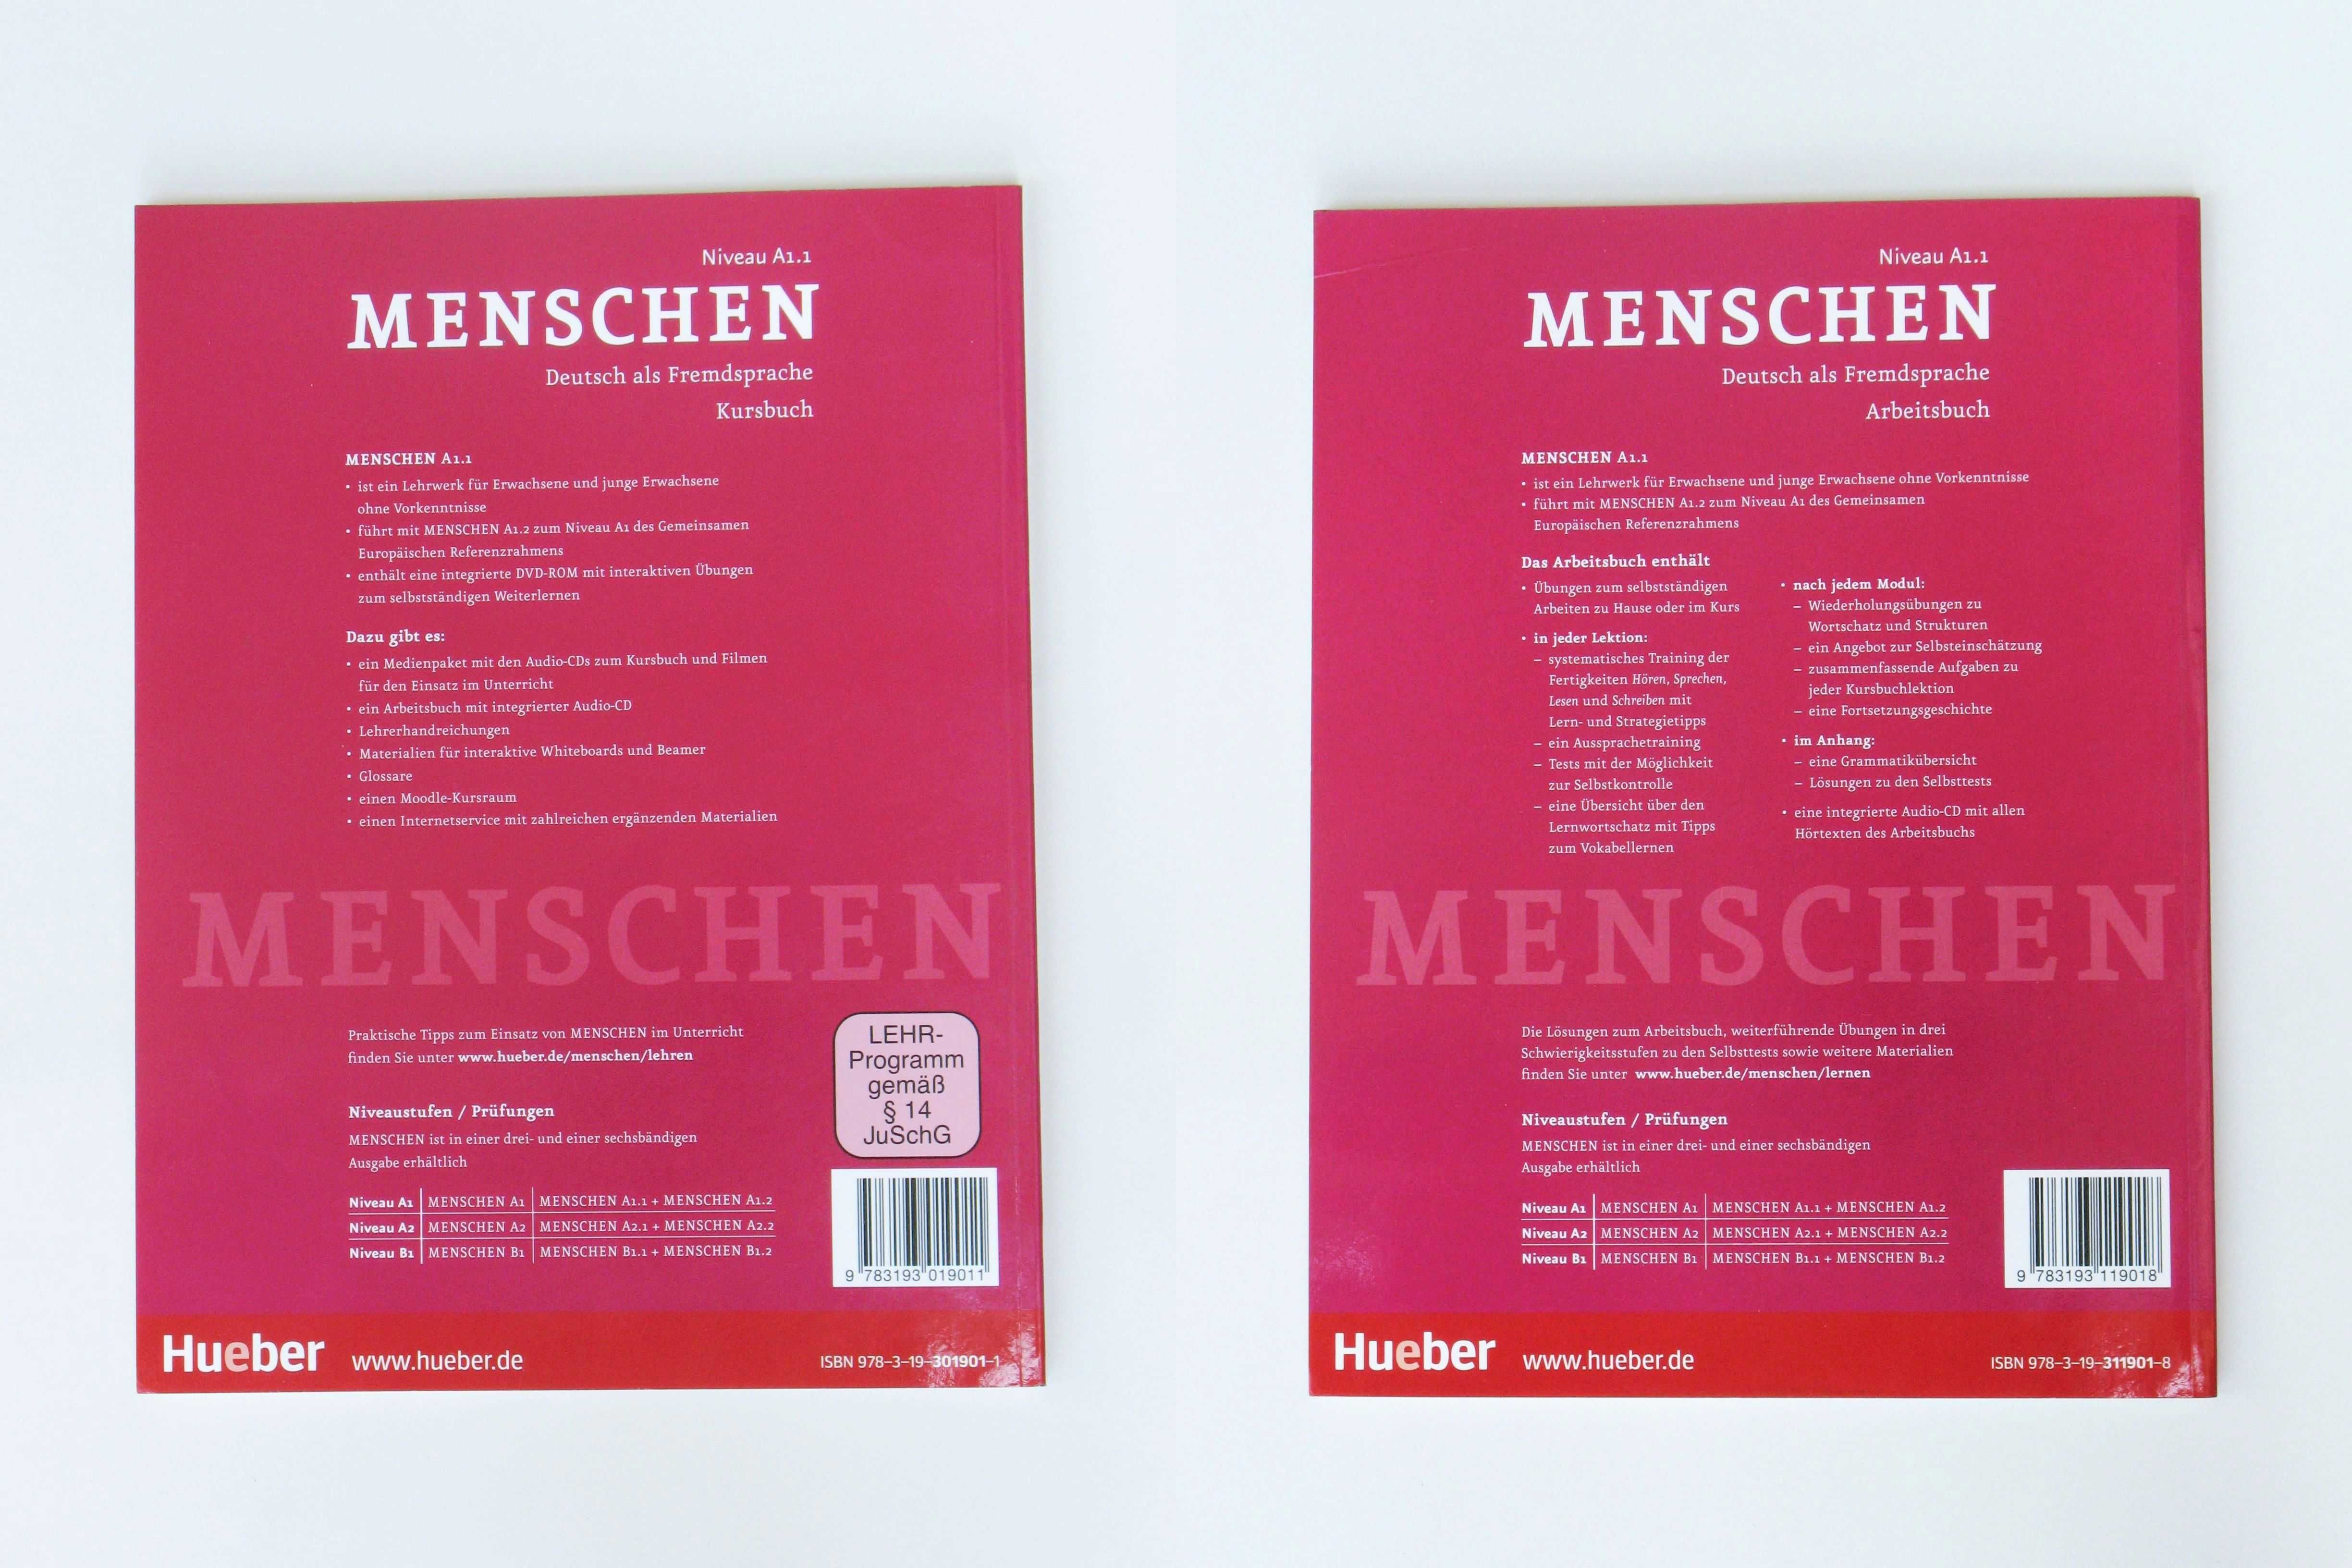 Niveau A1.1
MENSCHEN
Deutsch als Fremdsprache
Kursbuch
MENSCHEN A1.1
• ist ein Lehrwerk für Erwachsene und junge Erwachsene
ohne Vorkenntnisse
• führt mit MENSCHEN A1.2 zum Niveau A1 des Gemeinsamen
Europäischen Referenzrahmens
• enthält eine integrierte DVD-ROM mit interaktiven Übungen
zum selbstständigen Weiterlernen
Dazu gibt es:
• ein Medienpaket mit den Audio-CDs zum Kursbuch und Filmen
für den Einsatz im Unterricht
• ein Arbeitsbuch mit integrierter Audio-CD
• Lehrerhandreichungen
• Materialien für interaktive Whiteboards und Beamer
• Glossare
• einen Moodle-Kursraum
• einen Internetservice mit zahlreichen ergänzenden Materialien
MENSCHEN
Praktische Tipps zum Einsatz von MENSCHEN im Unterricht
finden Sie unter www.hueber.de/menschen/lehren
LEHR-
Programm
gemäß
§ 14
JuSchG
Niveaustufen / Prüfungen
MENSCHEN ist in einer drei- und einer sechsbändigen
Ausgabe erhältlich
Niveau A1 MENSCHEN A1 MENSCHEN A1.1 + MENSCHEN A1.2
Niveau A2 MENSCHEN A2 MENSCHEN A2.1 + MENSCHEN A2.2
Niveau B1 MENSCHEN B1 MENSCHEN B1.1 + MENSCHEN B1.2
9 783193 019011
Hueber www.hueber.de ISBN 978-3-19-301901-1
Niveau A1.1
MENSCHEN
Deutsch als Fremdsprache
Arbeitsbuch
MENSCHEN A1.1
• ist ein Lehrwerk für Erwachsene und junge Erwachsene ohne Vorkenntnisse
• führt mit MENSCHEN A1.2 zum Niveau A1 des Gemeinsamen
Europäischen Referenzrahmens
Das Arbeitsbuch enthält
• Übungen zum selbstständigen
Arbeiten zu Hause oder im Kurs
• in jeder Lektion:
– systematisches Training der
Fertigkeiten Hören, Sprechen,
Lesen und Schreiben mit
Lern- und Strategietipps
– ein Aussprachetraining
– Tests mit der Möglichkeit
zur Selbstkontrolle
– eine Übersicht über den
Lernwortschatz mit Tipps
zum Vokabellernen
• nach jedem Modul:
– Wiederholungsübungen zu
Wortschatz und Strukturen
– ein Angebot zur Selbsteinschätzung
– zusammenfassende Aufgaben zu
jeder Kursbuchlektion
– eine Fortsetzungsgeschichte
• im Anhang:
– eine Grammatikübersicht
– Lösungen zu den Selbsttests
• eine integrierte Audio-CD mit allen
Hörtexten des Arbeitsbuchs
MENSCHEN
Die Lösungen zum Arbeitsbuch, weiterführende Übungen in drei
Schwierigkeitsstufen zu den Selbsttests sowie weitere Materialien
finden Sie unter www.hueber.de/menschen/lernen
Niveaustufen / Prüfungen
MENSCHEN ist in einer drei- und einer sechsbändigen
Ausgabe erhältlich
Niveau A1 MENSCHEN A1 MENSCHEN A1.1 + MENSCHEN A1.2
Niveau A2 MENSCHEN A2 MENSCHEN A2.1 + MENSCHEN A2.2
Niveau B1 MENSCHEN B1 MENSCHEN B1.1 + MENSCHEN B1.2
9 783193 119018
Hueber www.hueber.de ISBN 978-3-19-311901-8